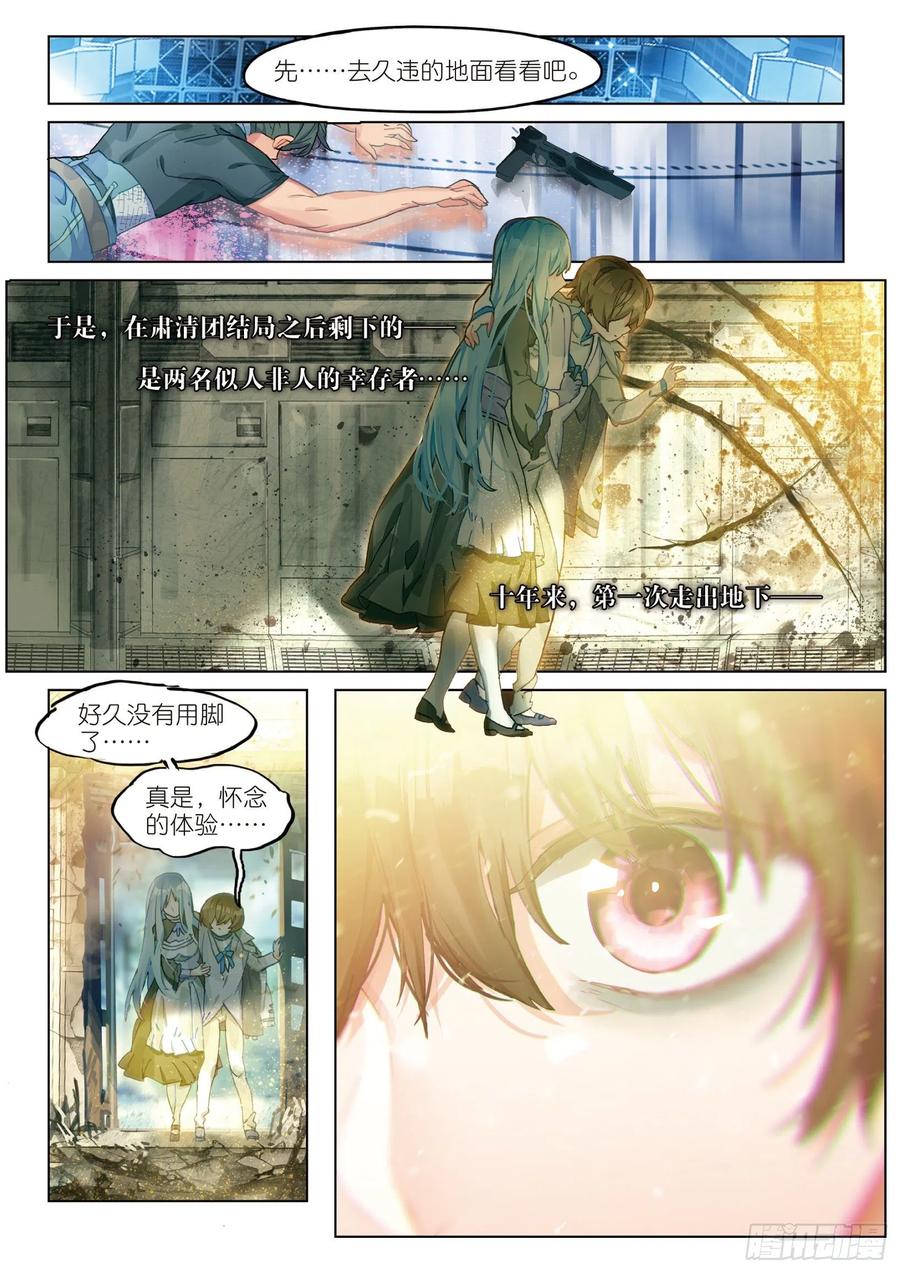 先……去久违的地面看看吧。
于是，在肃清团结局之后剩下的——
是两名似人非人的幸存者……
十年来，第一次走出地下——
好久没有用脚
了……
真是，怀念
的体验……
腾讯动漫